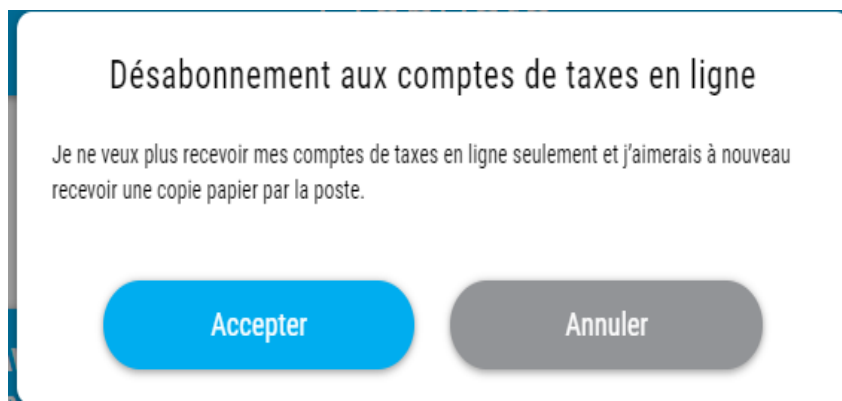 Désabonnement aux comptes de taxes en ligne
Je ne veux plus recevoir mes comptes de taxes en ligne seulement et j'aimerais à nouveau
recevoir une copie papier par la poste.
Accepter
Annuler